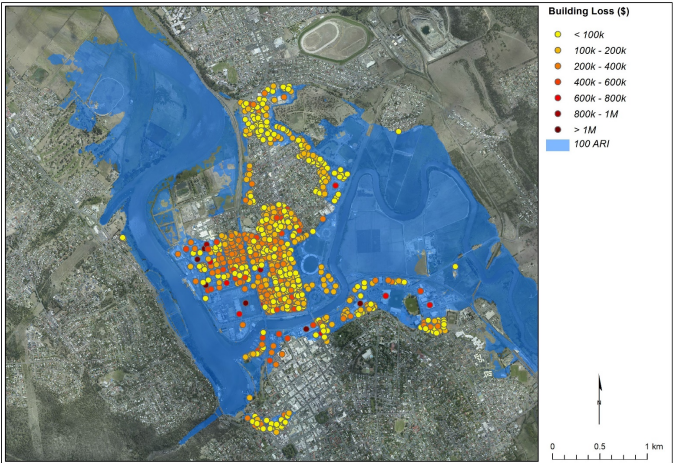 Building Loss ($)
< 100k
100k - 200k
200k - 400k
400k - 600k
600k - 800k
800k - 1M
> 1M
100 ARI
N
0 0.5 1 km